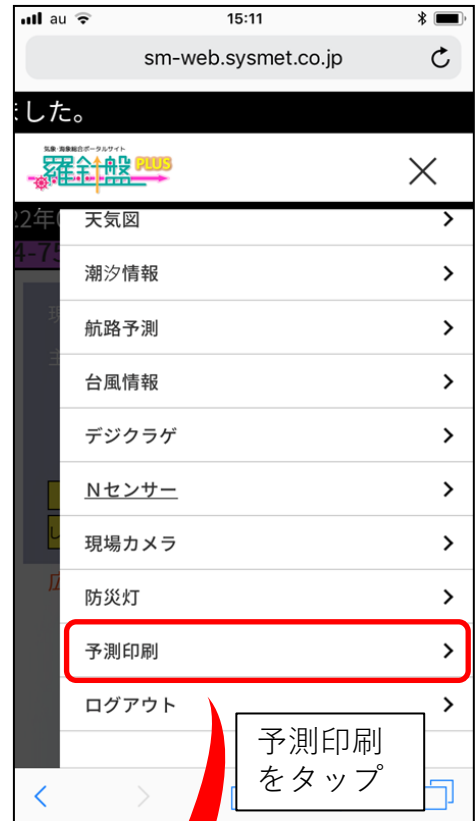 au 15:11
sm-web.sysmet.co.jp
ました。
気象・海象総合ポータルサイト
羅針盤 PLUS
天気図
潮汐情報
航路予測
台風情報
デジクラゲ
Nセンサー
現場カメラ
防災灯
予測印刷
ログアウト
予測印刷
をタップ